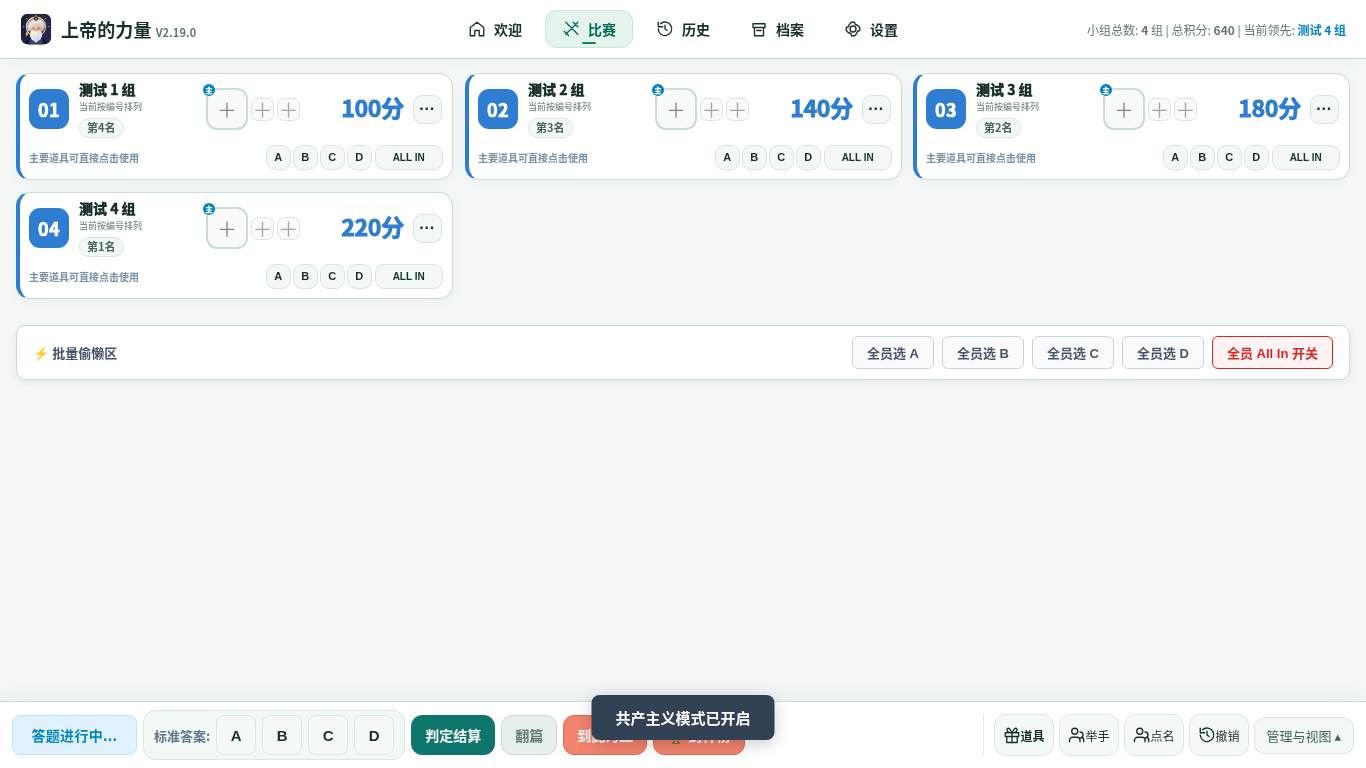 上帝的力量 V2.19.0
欢迎
比赛
历史
档案
设置
小组总数: 4 组 | 总积分: 640 | 当前领先: 测试 4 组
01
测试 1 组
当前按编号排列
第4名
主
100分
...
主要道具可直接点击使用
A
B
C
D
ALL IN
02
测试 2 组
当前按编号排列
第3名
主
140分
...
主要道具可直接点击使用
A
B
C
D
ALL IN
03
测试 3 组
当前按编号排列
第2名
主
180分
...
主要道具可直接点击使用
A
B
C
D
ALL IN
04
测试 4 组
当前按编号排列
第1名
主
220分
...
主要道具可直接点击使用
A
B
C
D
ALL IN
⚡ 批量偷懒区
全员选 A
全员选 B
全员选 C
全员选 D
全员 All In 开关
共产主义模式已开启
答题进行中...
标准答案:
A
B
C
D
判定结算
翻篇
道具
举手
点名
撤销
管理与视图 ▴